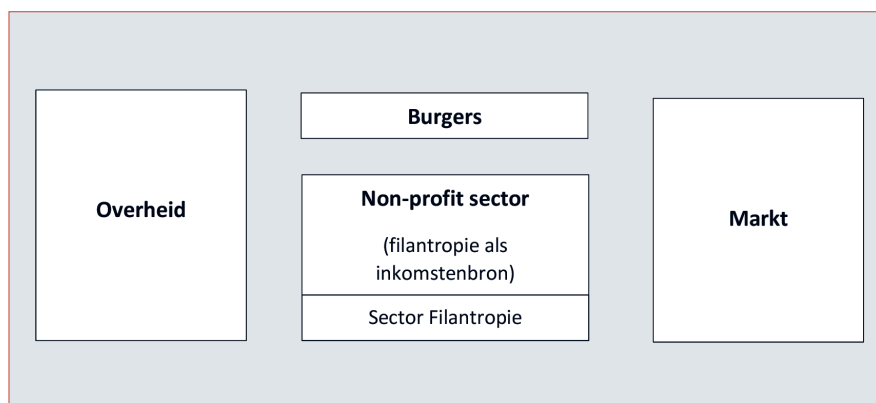 Overheid
Burgers
Non-profit sector
(filantropie als
inkomstenbron)
Sector Filantropie
Markt